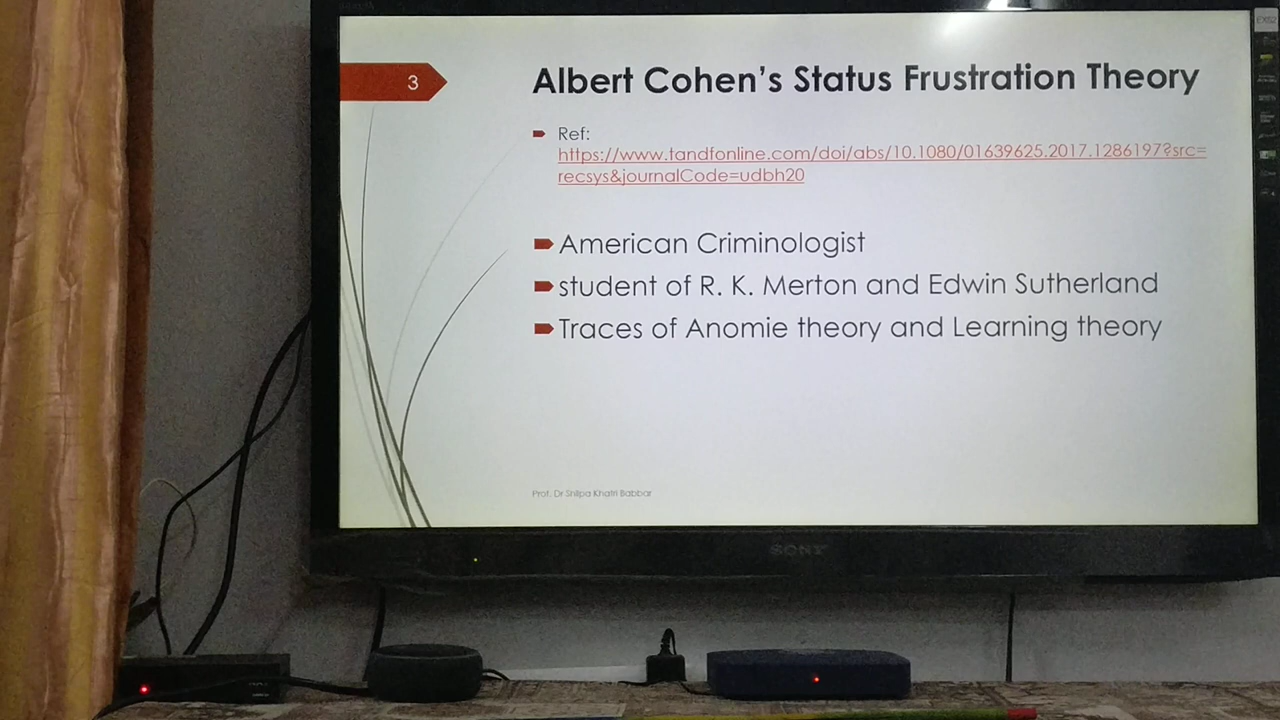 3
Albert Cohen's Status Frustration Theory
Ref:
https://www.tandfonline.com/doi/abs/10.1080/01639625.2017.1286197?src=
recsys&journalCode=udbh20
American Criminologist
student of R. K. Merton and Edwin Sutherland
Traces of Anomie theory and Learning theory
Prof. Dr Shilpa Khatri Babbar
SONY